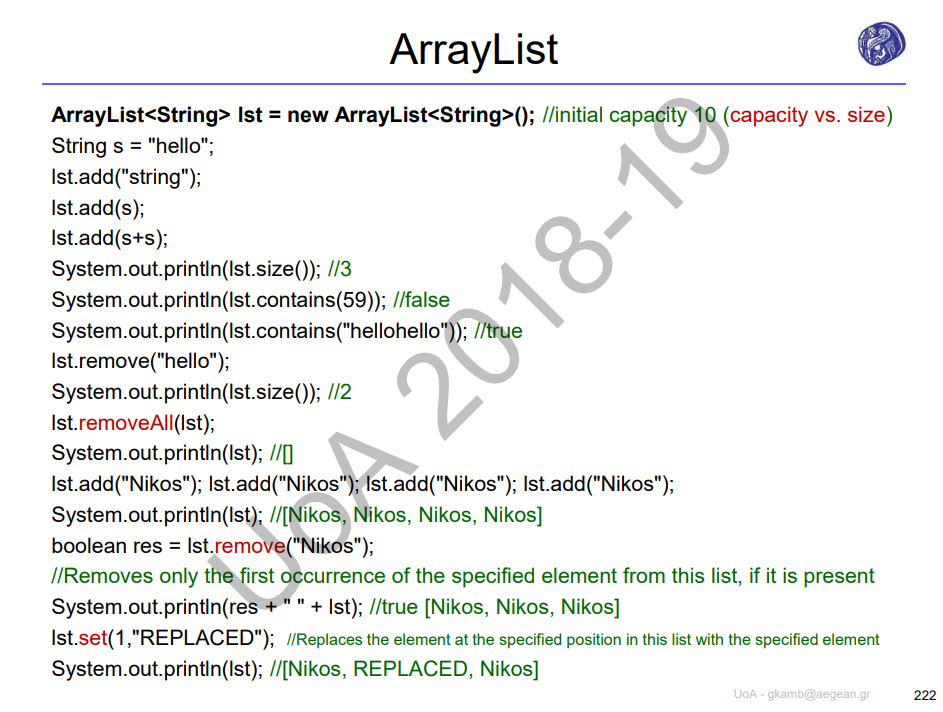 ArrayList
ArrayList<String> lst = new ArrayList<String>(); //initial capacity 10 (capacity vs. size)
String s = "hello";
lst.add("string");
lst.add(s);
lst.add(s+s);
System.out.println(lst.size()); //3
System.out.println(lst.contains(59)); //false
System.out.println(lst.contains("hellohello")); //true
lst.remove("hello");
System.out.println(lst.size()); //2
lst.removeAll(lst);
System.out.println(lst); //[]
lst.add("Nikos"); lst.add("Nikos"); lst.add("Nikos"); lst.add("Nikos");
System.out.println(lst); //[Nikos, Nikos, Nikos, Nikos]
boolean res = lst.remove("Nikos");
//Removes only the first occurrence of the specified element from this list, if it is present
System.out.println(res + " " + lst); //true [Nikos, Nikos, Nikos]
lst.set(1,"REPLACED"); //Replaces the element at the specified position in this list with the specified element
System.out.println(lst); //[Nikos, REPLACED, Nikos]
UoA 2018-19
UoA - gkamb@aegean.gr
222